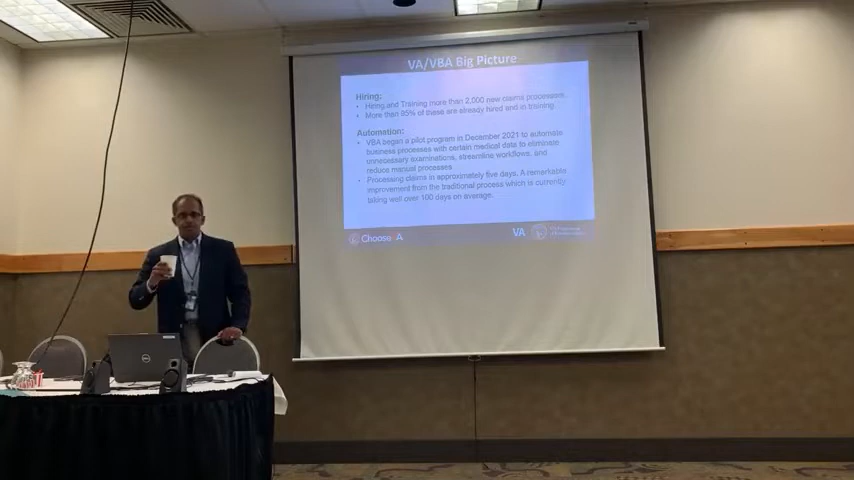 VA/VBA Big Picture
Hiring:
• Hiring and Training more than 2,000 new claims processors.
• More than 85% of these are already hired and in training.
Automation:
• VBA began a pilot program in December 2021 to automate
business processes with certain medical data to eliminate
unnecessary examinations, streamline workflows, and
reduce manual processes
• Processing claims in approximately five days. A remarkable
improvement from the traditional process which is currently
taking well over 100 days on average.
Choose VA
VA
DELL